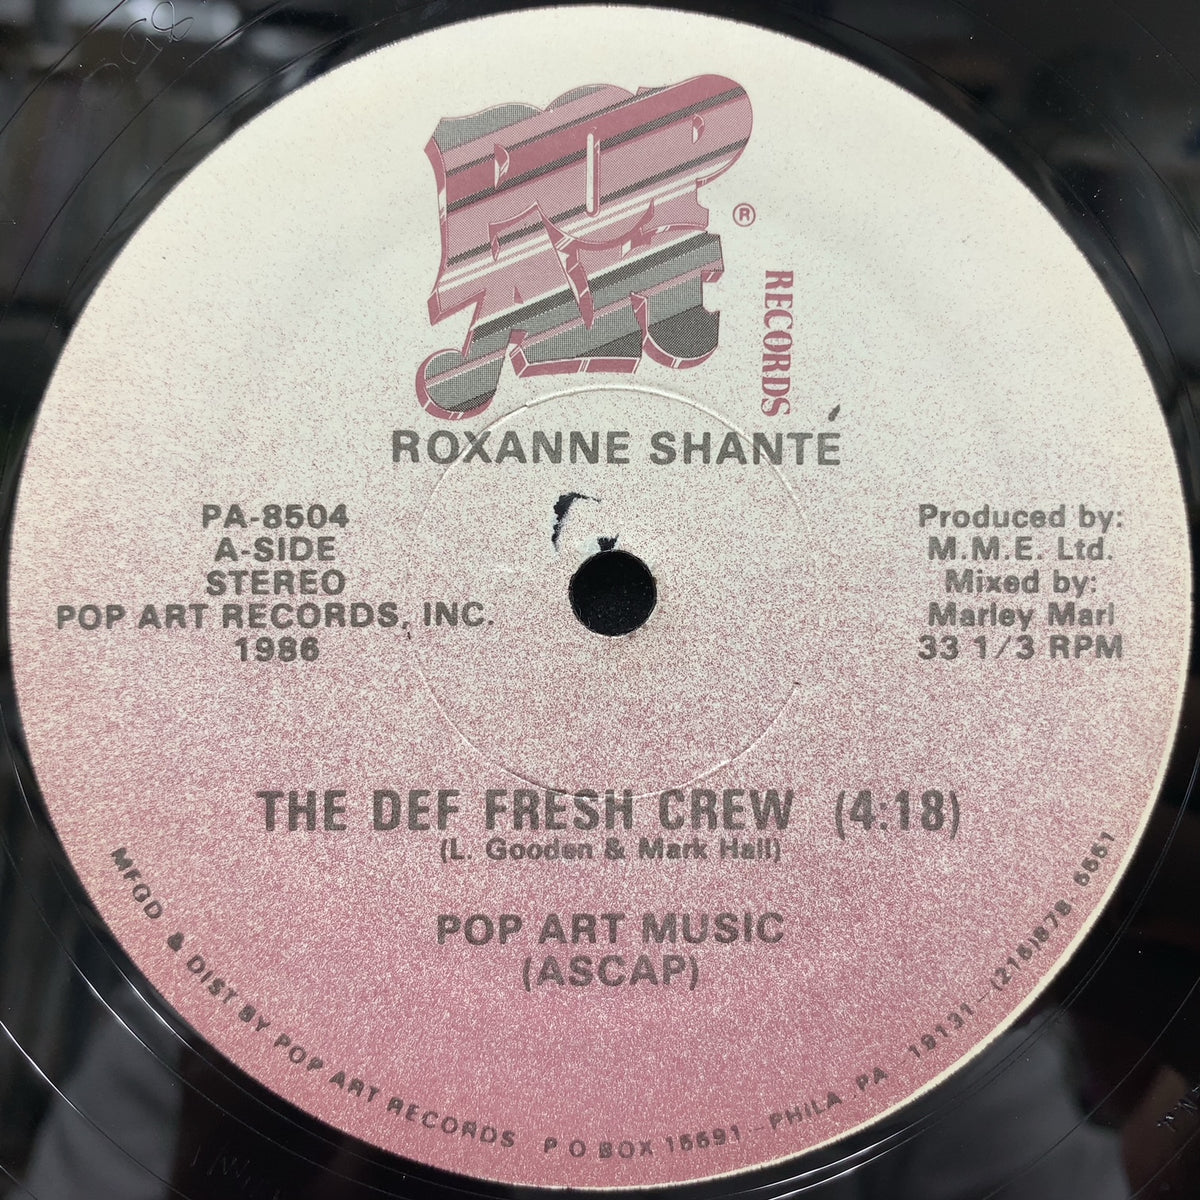 POP ART
®
RECORDS
ROXANNE SHANTÉ
PA-8504
A-SIDE
STEREO
POP ART RECORDS, INC.
1986
Produced by:
M.M.E. Ltd.
Mixed by:
Marley Marl
33 1/3 RPM
THE DEF FRESH CREW (4:18)
(L. Gooden & Mark Hall)
POP ART MUSIC
(ASCAP)
MFGD & DIST BY POP ART RECORDS P O BOX 15691-PHILA PA 19131-(215)878 5551